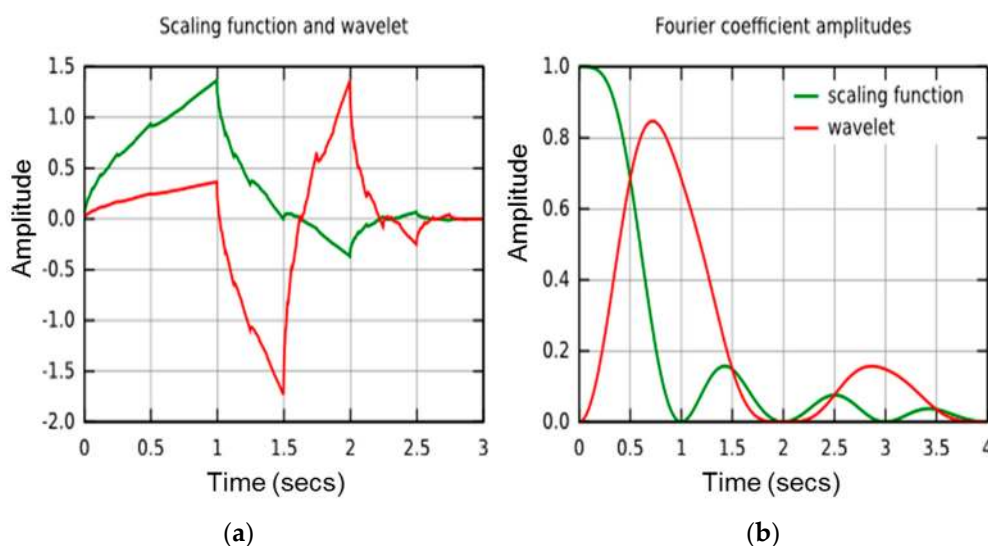 Scaling function and wavelet
1.5
1.0
0.5
0.0
-0.5
-1.0
-1.5
-2.0
Amplitude
0 0.5 1 1.5 2 2.5 3
Time (secs)
(a)
Fourier coefficient amplitudes
1.0
0.8
0.6
0.4
0.2
0.0
Amplitude
scaling function
wavelet
0 0.5 1 1.5 2 2.5 3 3.5 4
Time (secs)
(b)